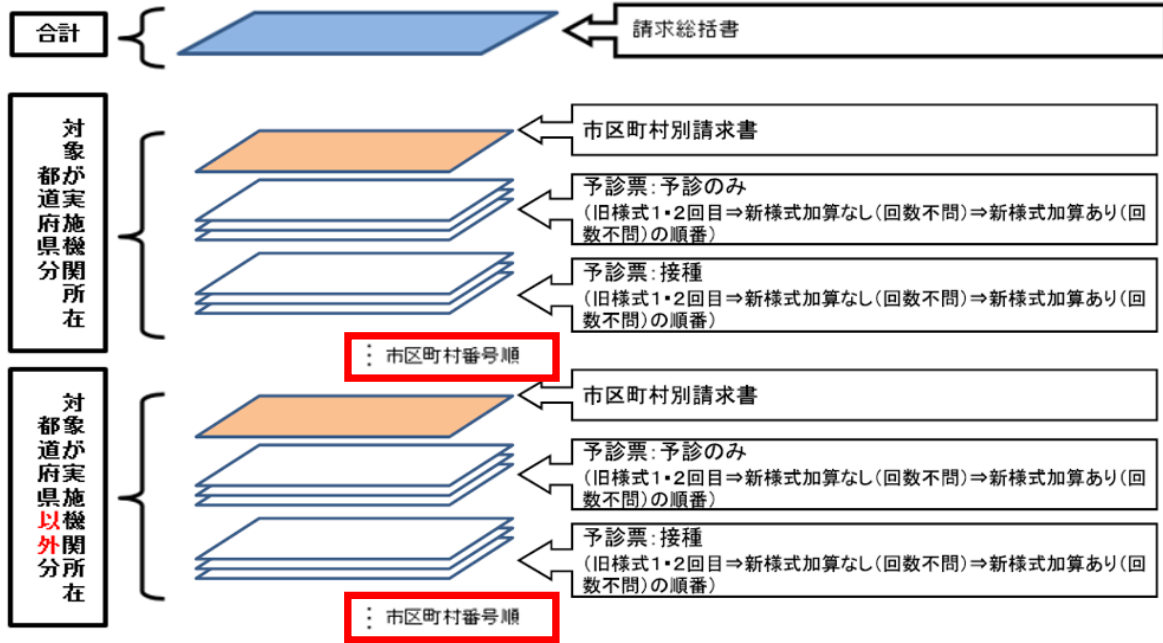 合計
請求総括書
対象が実施機関所在
都道府県分
市区町村別請求書
予診票：予診のみ
（旧様式1・2回目⇒新様式加算なし（回数不問）⇒新様式加算あり（回
数不問）の順番）
予診票：接種
（旧様式1・2回目⇒新様式加算なし（回数不問）⇒新様式加算あり（回
数不問）の順番）
⋮ 市区町村番号順
対象が実施機関所在
都道府県以外分
市区町村別請求書
予診票：予診のみ
（旧様式1・2回目⇒新様式加算なし（回数不問）⇒新様式加算あり（回
数不問）の順番）
予診票：接種
（旧様式1・2回目⇒新様式加算なし（回数不問）⇒新様式加算あり（回
数不問）の順番）
⋮ 市区町村番号順